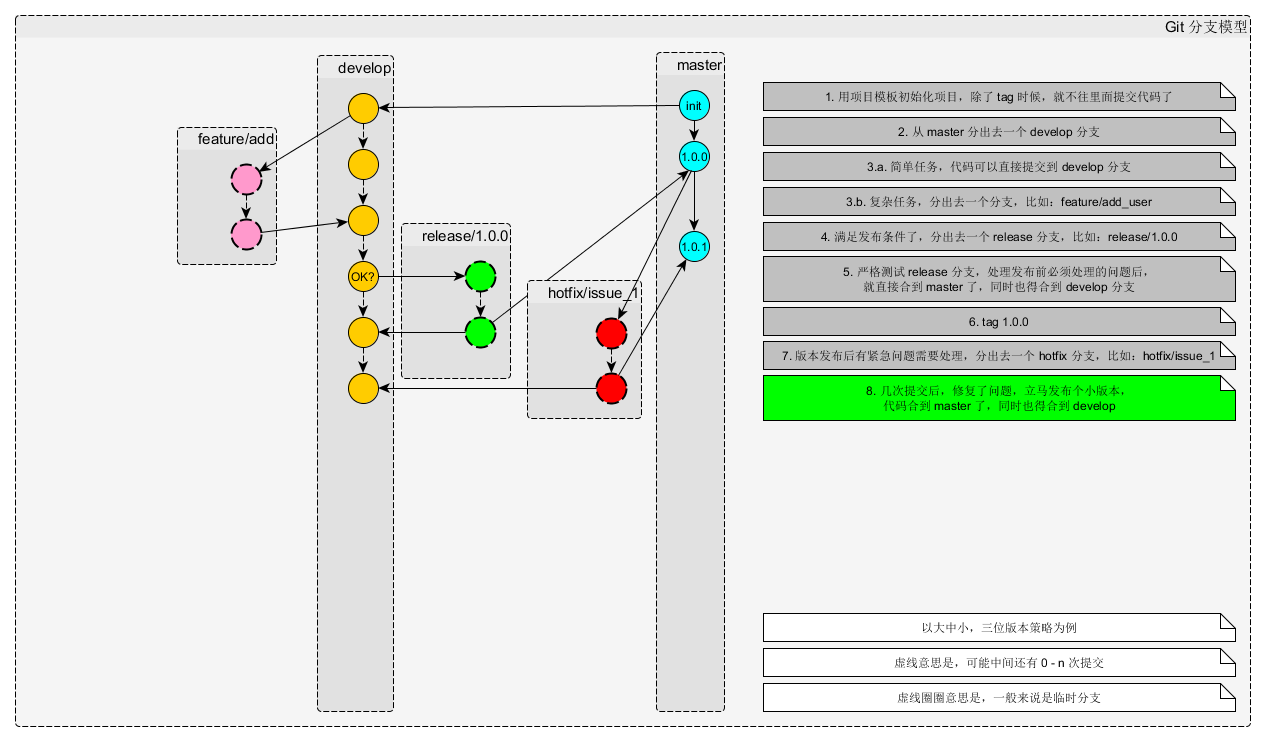 Git 分支模型
develop
master
feature/add
init
1.0.0
1.0.1
release/1.0.0
OK?
hotfix/issue_1
1. 用项目模板初始化项目，除了 tag 时候，就不往里面提交代码了
2. 从 master 分出去一个 develop 分支
3.a. 简单任务，代码可以直接提交到 develop 分支
3.b. 复杂任务，分出去一个分支，比如：feature/add_user
4. 满足发布条件了，分出去一个 release 分支，比如：release/1.0.0
5. 严格测试 release 分支，处理发布前必须处理的问题后，
就直接合到 master 了，同时也得合到 develop 分支
6. tag 1.0.0
7. 版本发布后有紧急问题需要处理，分出去一个 hotfix 分支，比如：hotfix/issue_1
8. 几次提交后，修复了问题，立马发布个小版本，
代码合到 master 了，同时也得合到 develop
以大中小，三位版本策略为例
虚线意思是，可能中间还有 0 - n 次提交
虚线圈圈意思是，一般来说是临时分支